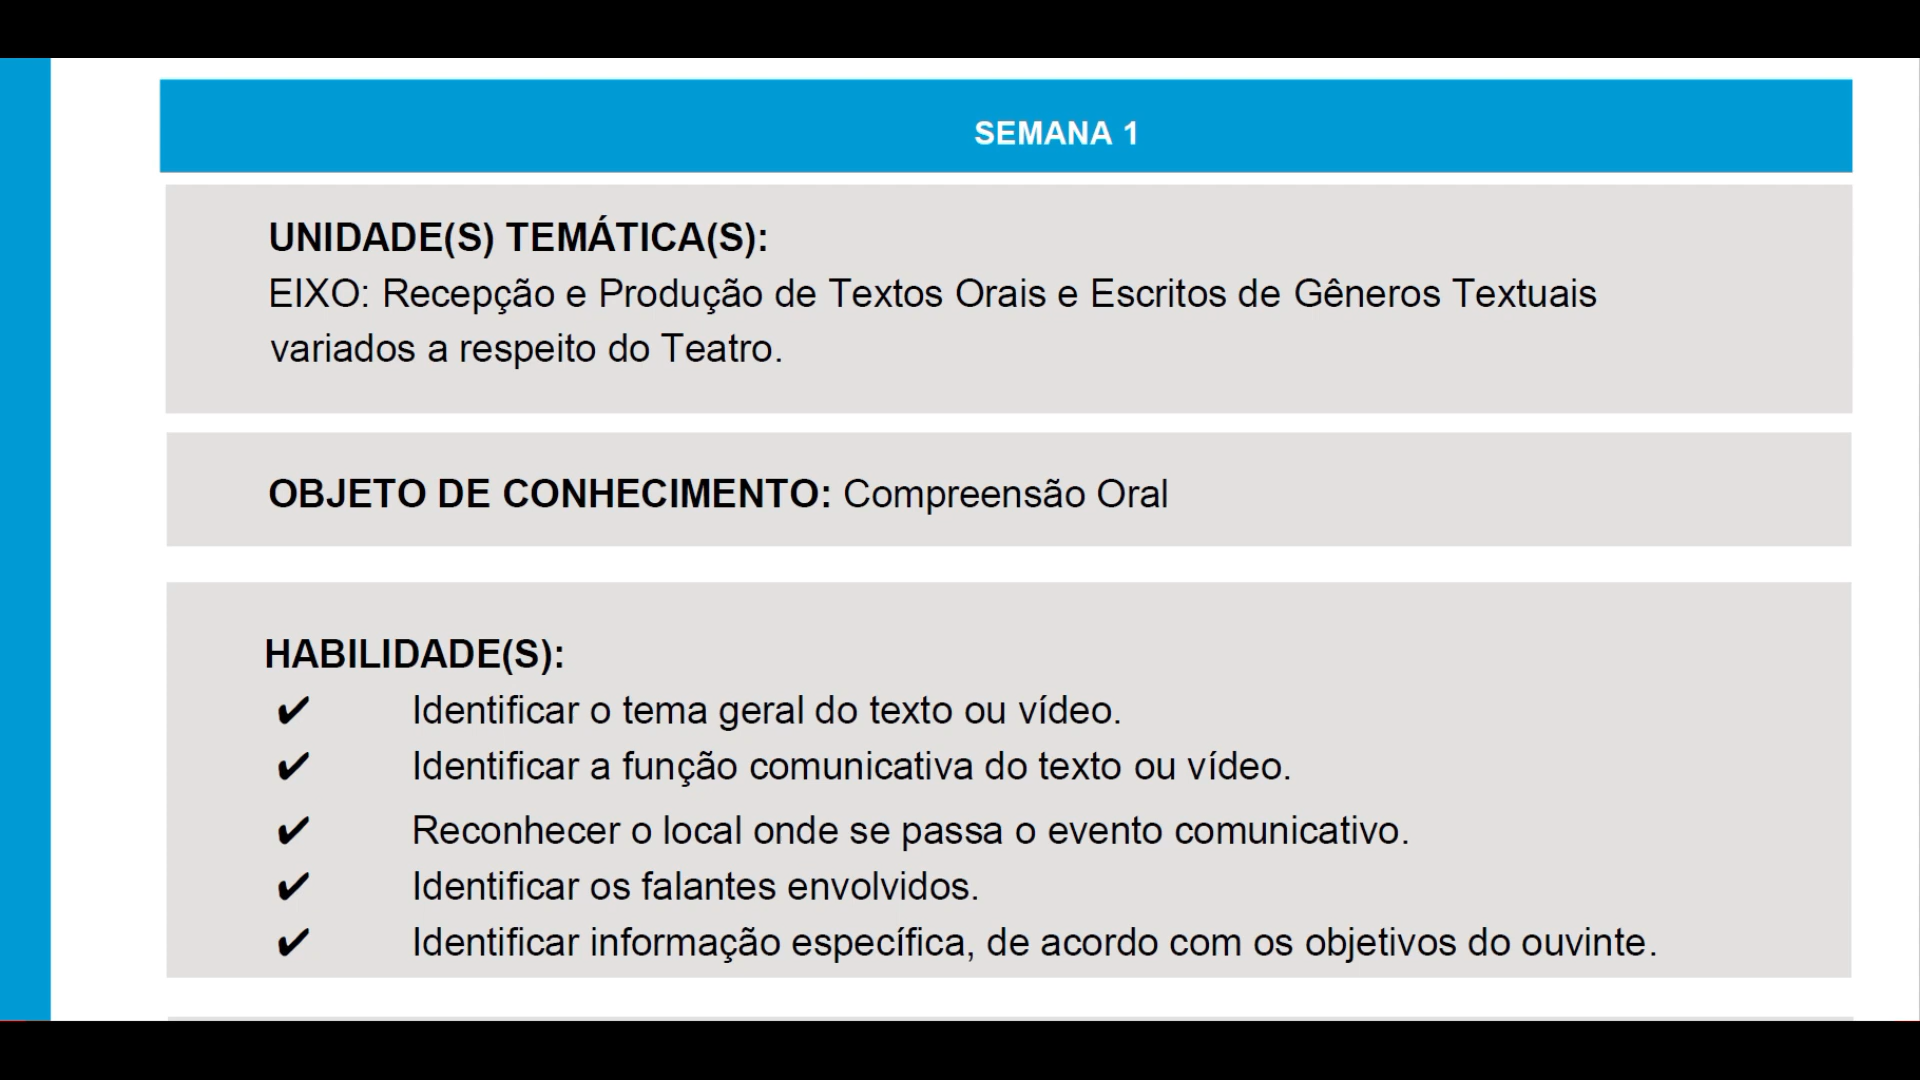 SEMANA 1
UNIDADE(S) TEMÁTICA(S):
EIXO: Recepção e Produção de Textos Orais e Escritos de Gêneros Textuais
variados a respeito do Teatro.
OBJETO DE CONHECIMENTO: Compreensão Oral
HABILIDADE(S):
✔ Identificar o tema geral do texto ou vídeo.
✔ Identificar a função comunicativa do texto ou vídeo.
✔ Reconhecer o local onde se passa o evento comunicativo.
✔ Identificar os falantes envolvidos.
✔ Identificar informação específica, de acordo com os objetivos do ouvinte.